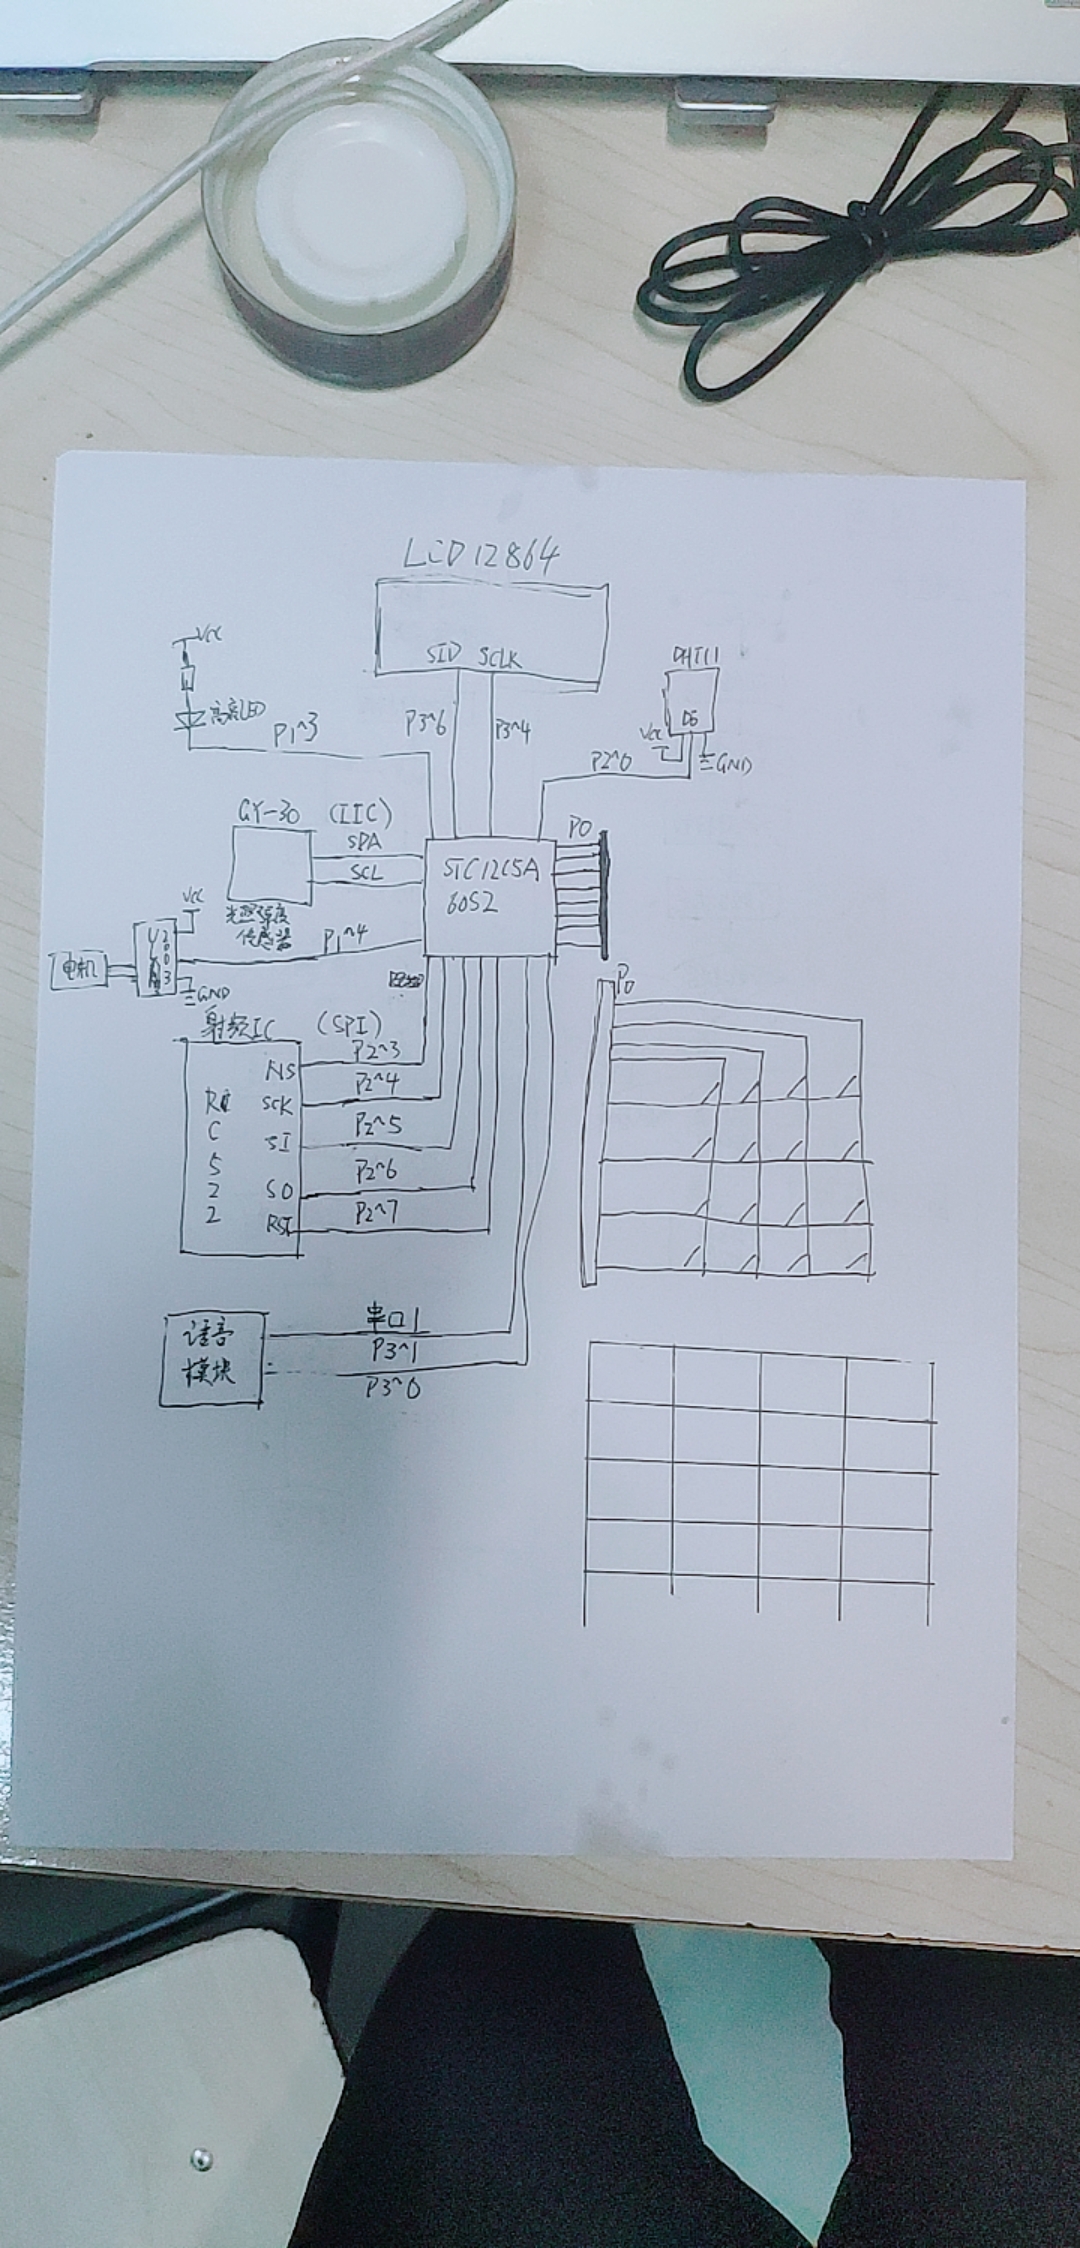 LCD12864
SID SCLK
VCC
高亮LED
P1^3
P3^6
P3^4
DHT11
DS
VCC
GND
P2^0
GY-30 (IIC)
SDA
SCL
光照强度
传感器
STC12C5A
60S2
P0
VCC
电机
2003
GND
P1^4
射频IC (SPI)
RC522
NS
SCK
SI
SO
RST
P2^3
P2^4
P2^5
P2^6
P2^7
P0
语音
模块
串口1
P3^1
P3^0